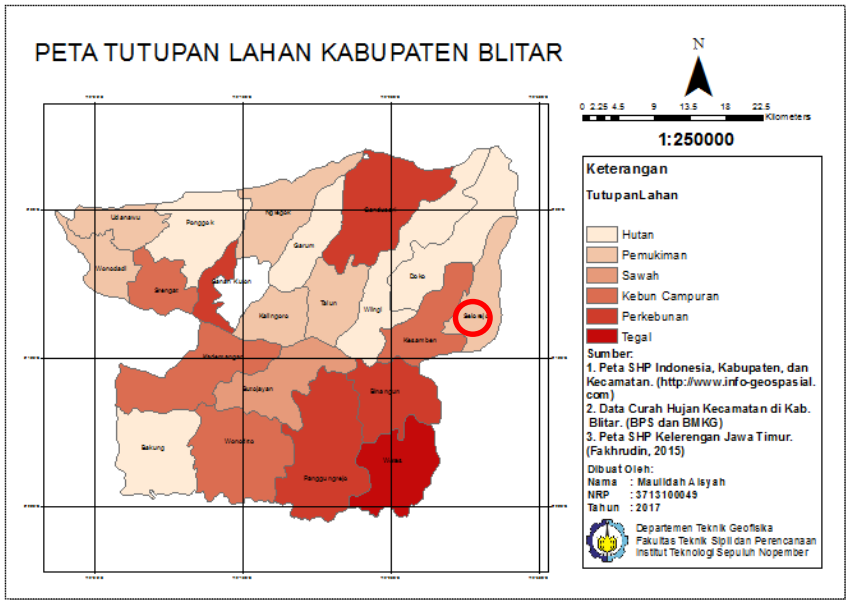 PETA TUTUPAN LAHAN KABUPATEN BLITAR
N
0 2.25 4.5 9 13.5 18 22.5
Kilometers
1:250000
Keterangan
TutupanLahan
Hutan
Pemukiman
Sawah
Kebun Campuran
Perkebunan
Tegal
Sumber:
1. Peta SHP Indonesia, Kabupaten, dan
Kecamatan. (http://www.info-geospasial.
com)
2. Data Curah Hujan Kecamatan di Kab.
Blitar. (BPS dan BMKG)
3. Peta SHP Kelerengan Jawa Timur.
(Fakhrudin, 2015)
Dibuat Oleh:
Nama : Maulidah Aisyah
NRP : 3713100049
Tahun : 2017
Departemen Teknik Geofisika
Fakultas Teknik Sipil dan Perencanaan
Institut Teknologi Sepuluh Nopember
Udanawu
Ponggok
Nglegok
Gandusari
Garum
Wonodadi
Srengat
Doko
Talun
Wlingi
Kesamben
Bakung
Wonotirto
Binangun
Panggungrejo
Wates